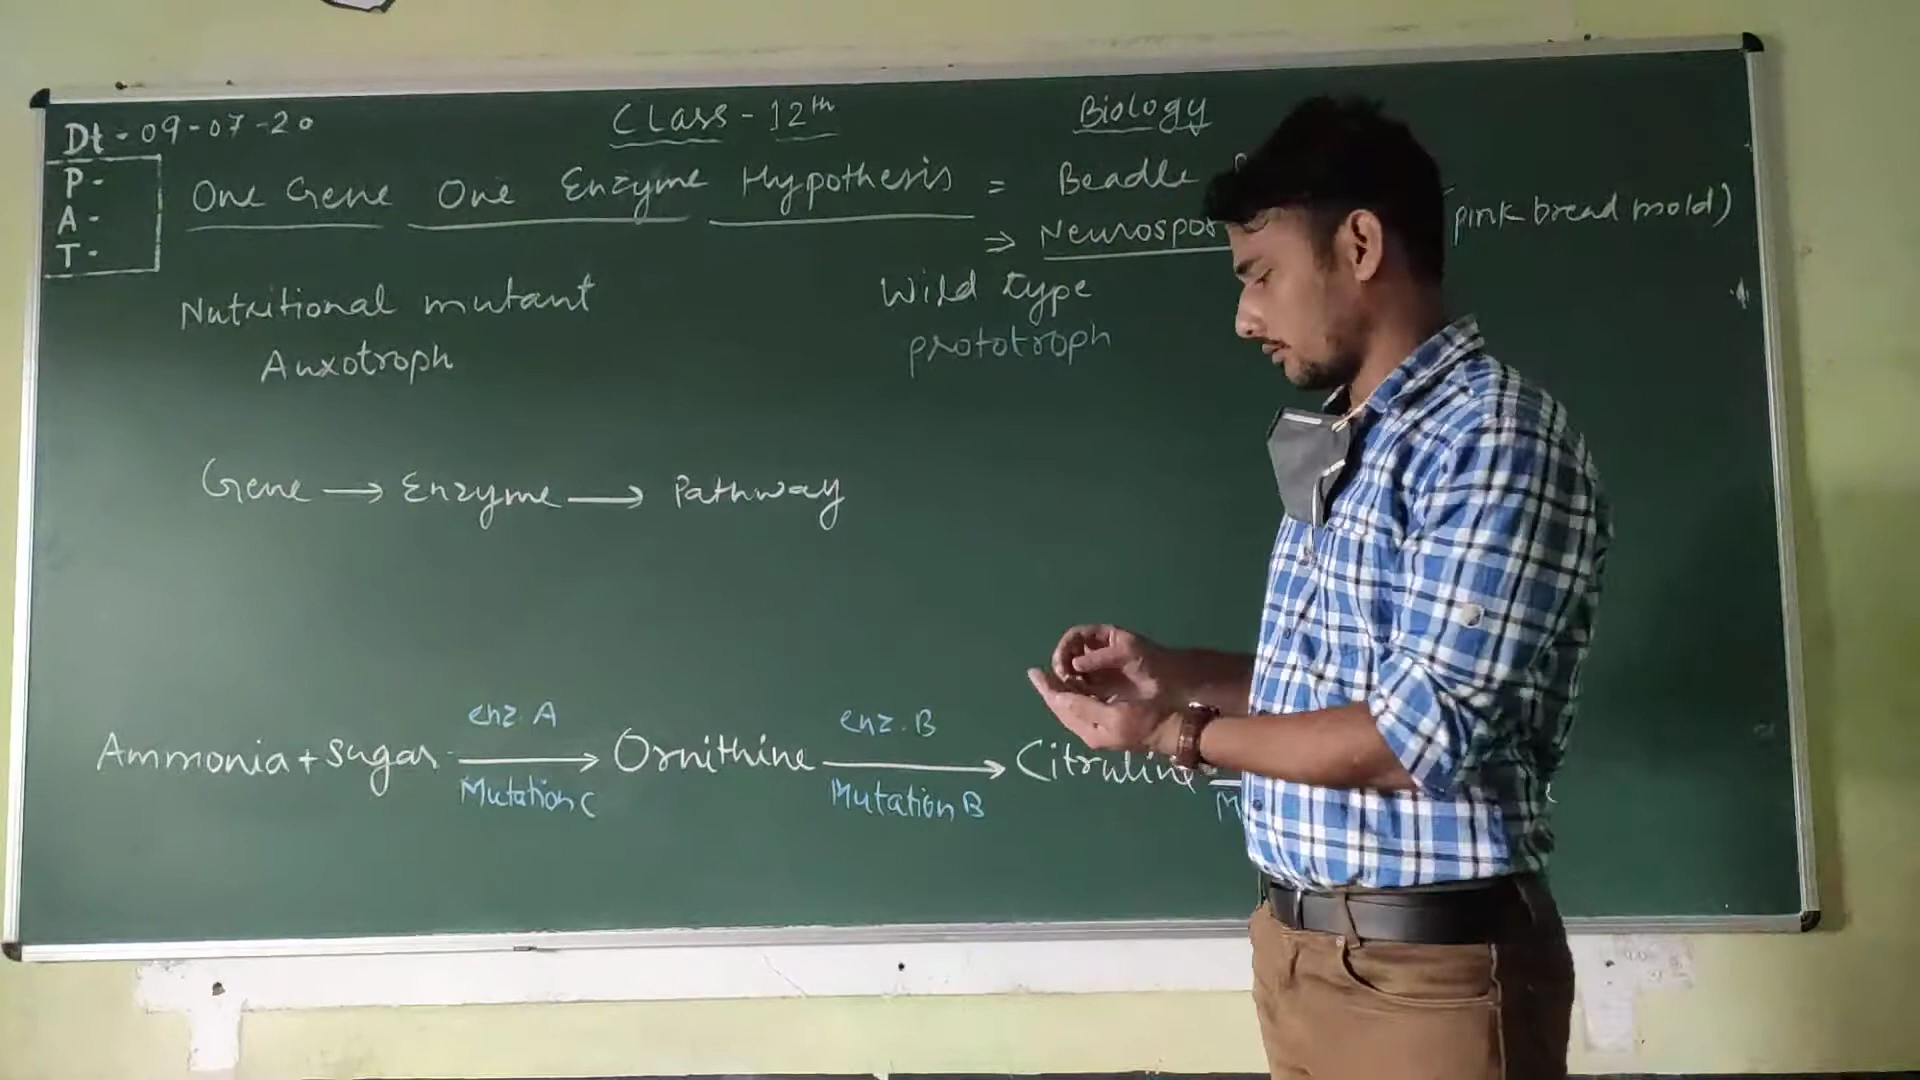 Dt - 09-07-20
Class - 12th
Biology
P -
A -
T -
One Gene One Enzyme Hypothesis = Beadle
⇒ Neurospor
pink bread mold)
Nutritional mutant
Auxotroph
Wild type
prototroph
Gene → Enzyme → Pathway
enz. A
enz. B
Ammonia + sugar → Ornithine → Citruline
Mutation C
Mutation B
M